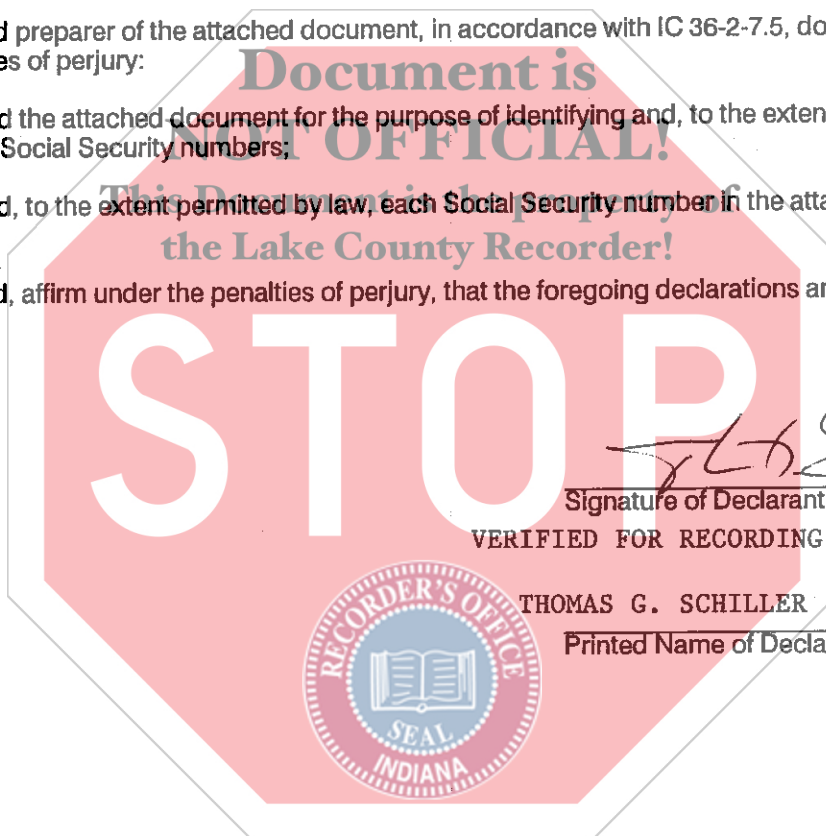 d preparer of the attached document, in accordance with IC 36-2-7.5, do
es of perjury:
Document is
d the attached document for the purpose of identifying and, to the exten
NOT OFFICIAL!
Social Security numbers;
This Document is the property of
d, to the extent permitted by law, each Social Security number in the atta
the Lake County Recorder!
d, affirm under the penalties of perjury, that the foregoing declarations a
STOP
Signature of Declarant
VERIFIED FOR RECORDING
THOMAS G. SCHILLER
Printed Name of Decla
RECORDER'S OFFICE
SEAL
INDIANA